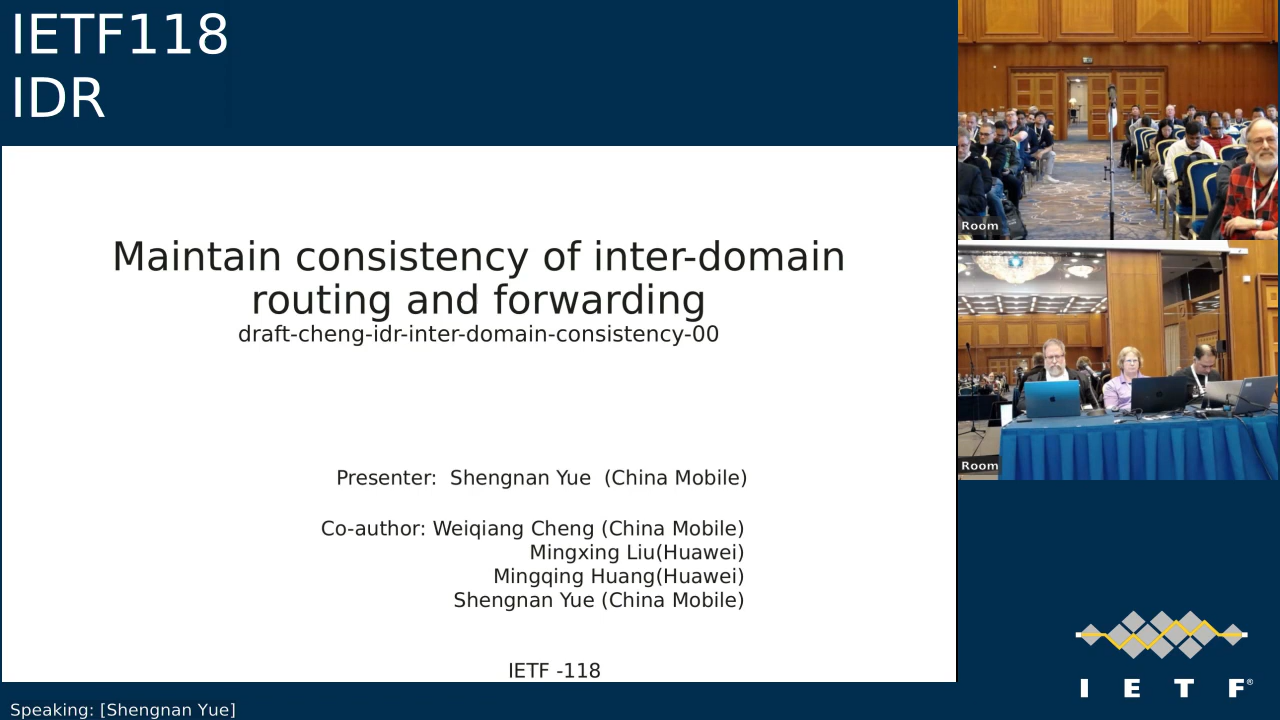 IETF118
IDR
Maintain consistency of inter-domain
routing and forwarding
draft-cheng-idr-inter-domain-consistency-00
Presenter: Shengnan Yue (China Mobile)
Co-author: Weiqiang Cheng (China Mobile)
Mingxing Liu(Huawei)
Mingqing Huang(Huawei)
Shengnan Yue (China Mobile)
IETF -118
Speaking: [Shengnan Yue]
Room
Room
I E T F®